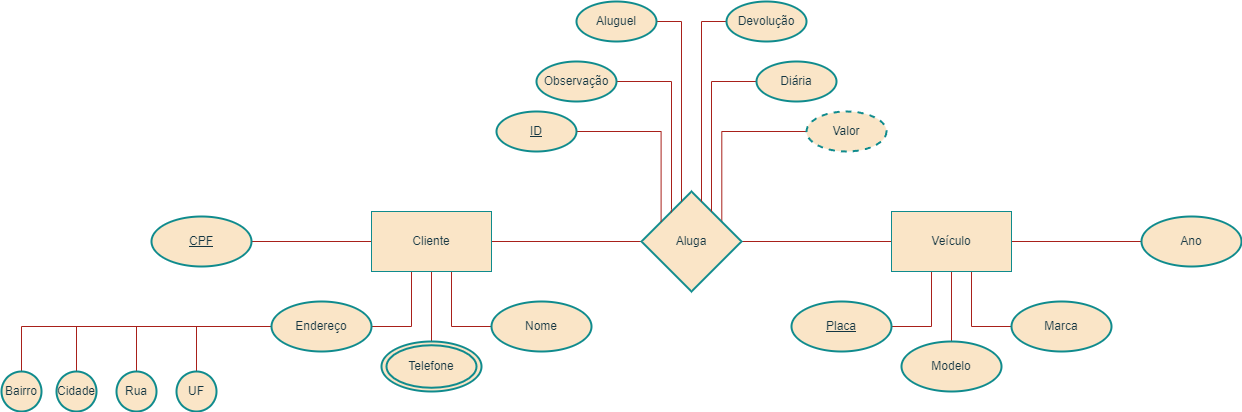 Aluguel
Devolução
Observação
Diária
ID
Valor
CPF
Cliente
Aluga
Veículo
Ano
Endereço
Nome
Placa
Marca
Telefone
Modelo
Bairro
Cidade
Rua
UF